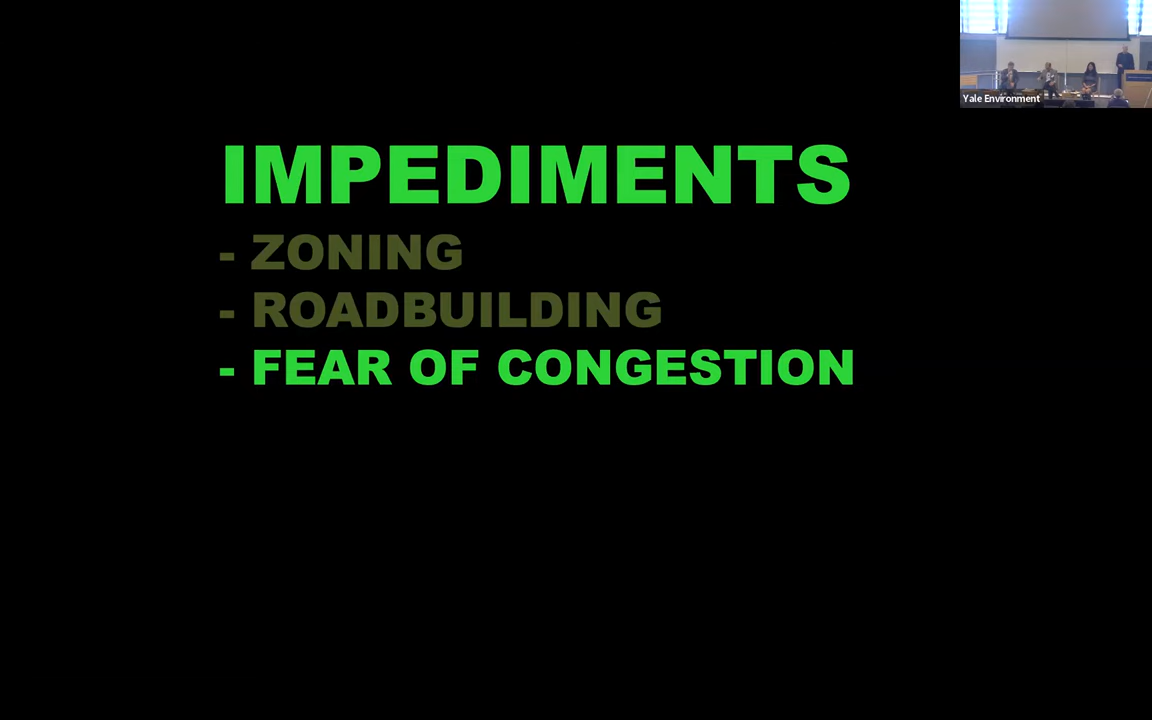 Yale Environment
IMPEDIMENTS
- ZONING
- ROADBUILDING
- FEAR OF CONGESTION